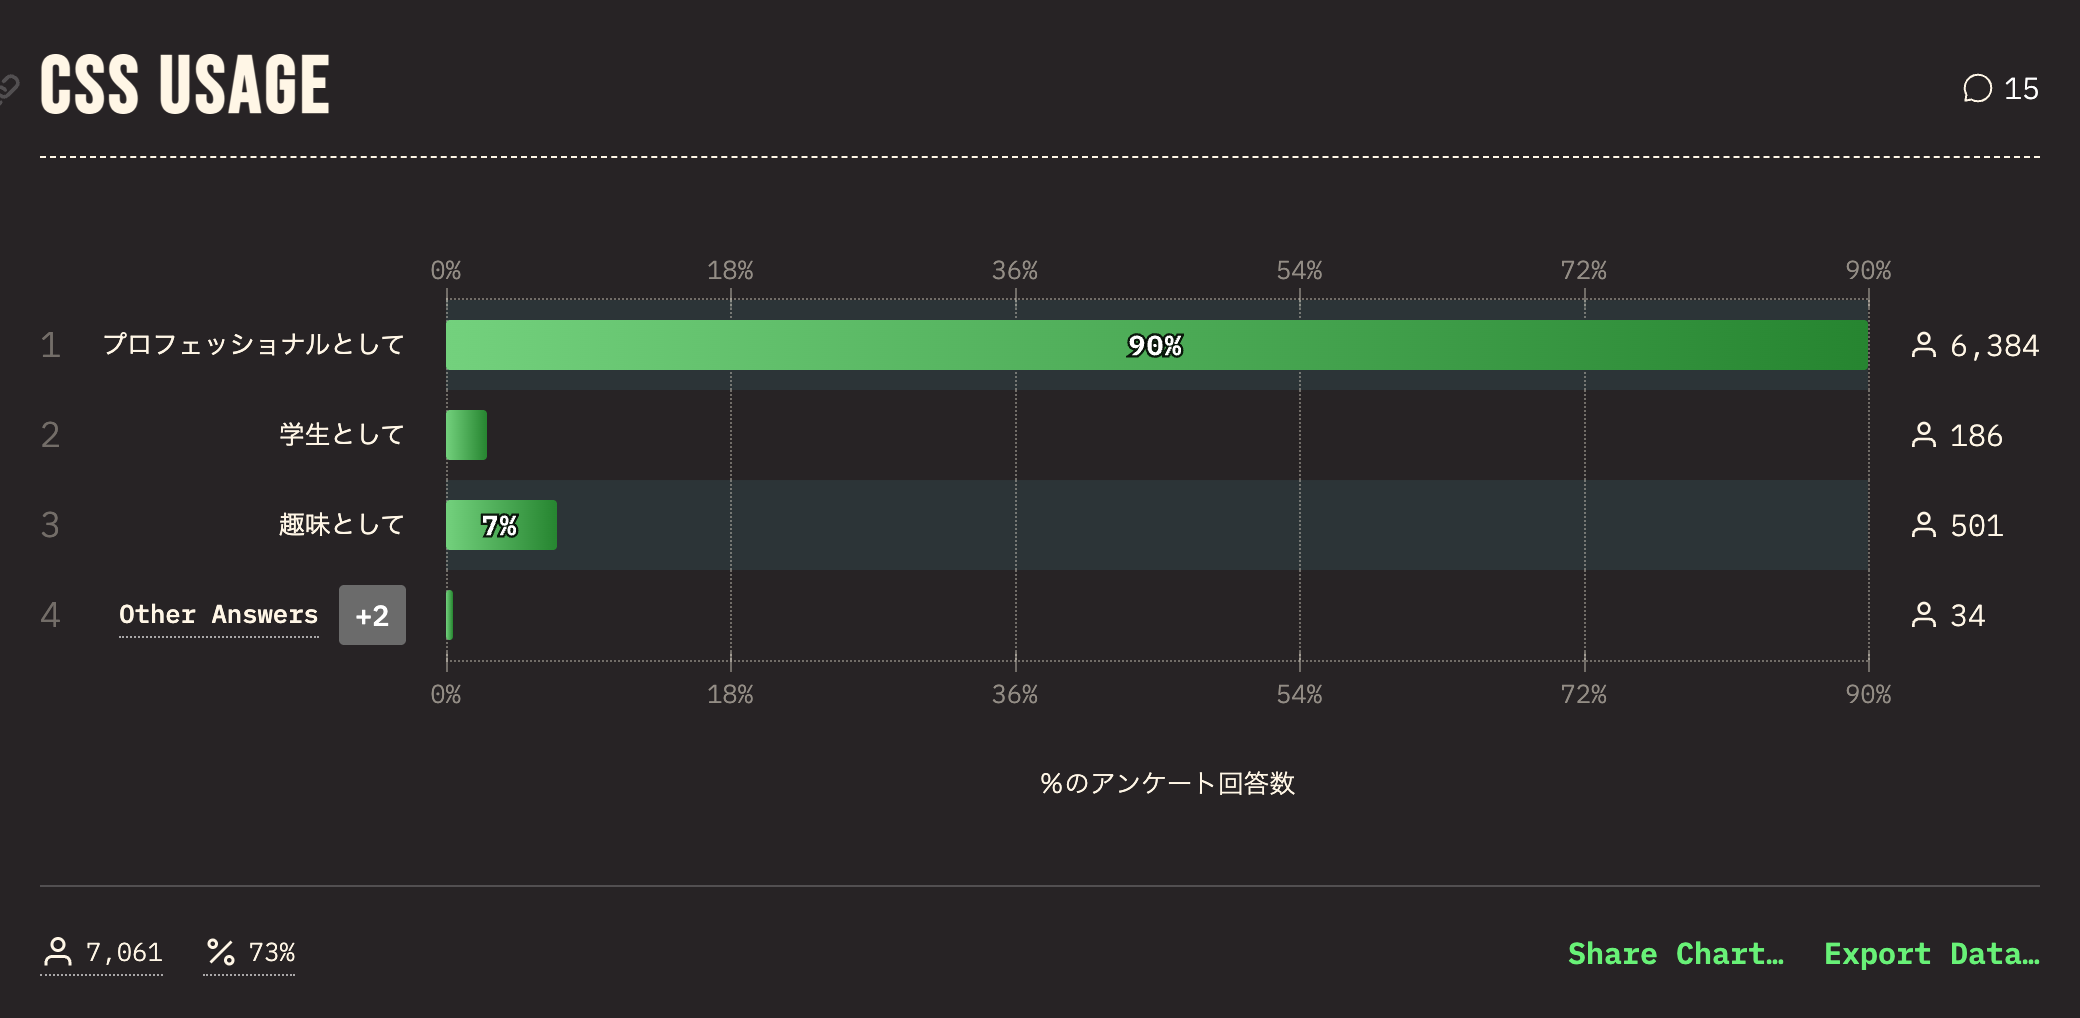 CSS USAGE
15
0% 18% 36% 54% 72% 90%
1 プロフェッショナルとして 90% 6,384
2 学生として 186
3 趣味として 7% 501
4 Other Answers +2 34
0% 18% 36% 54% 72% 90%
%のアンケート回答数
7,061 73% Share Chart… Export Data…